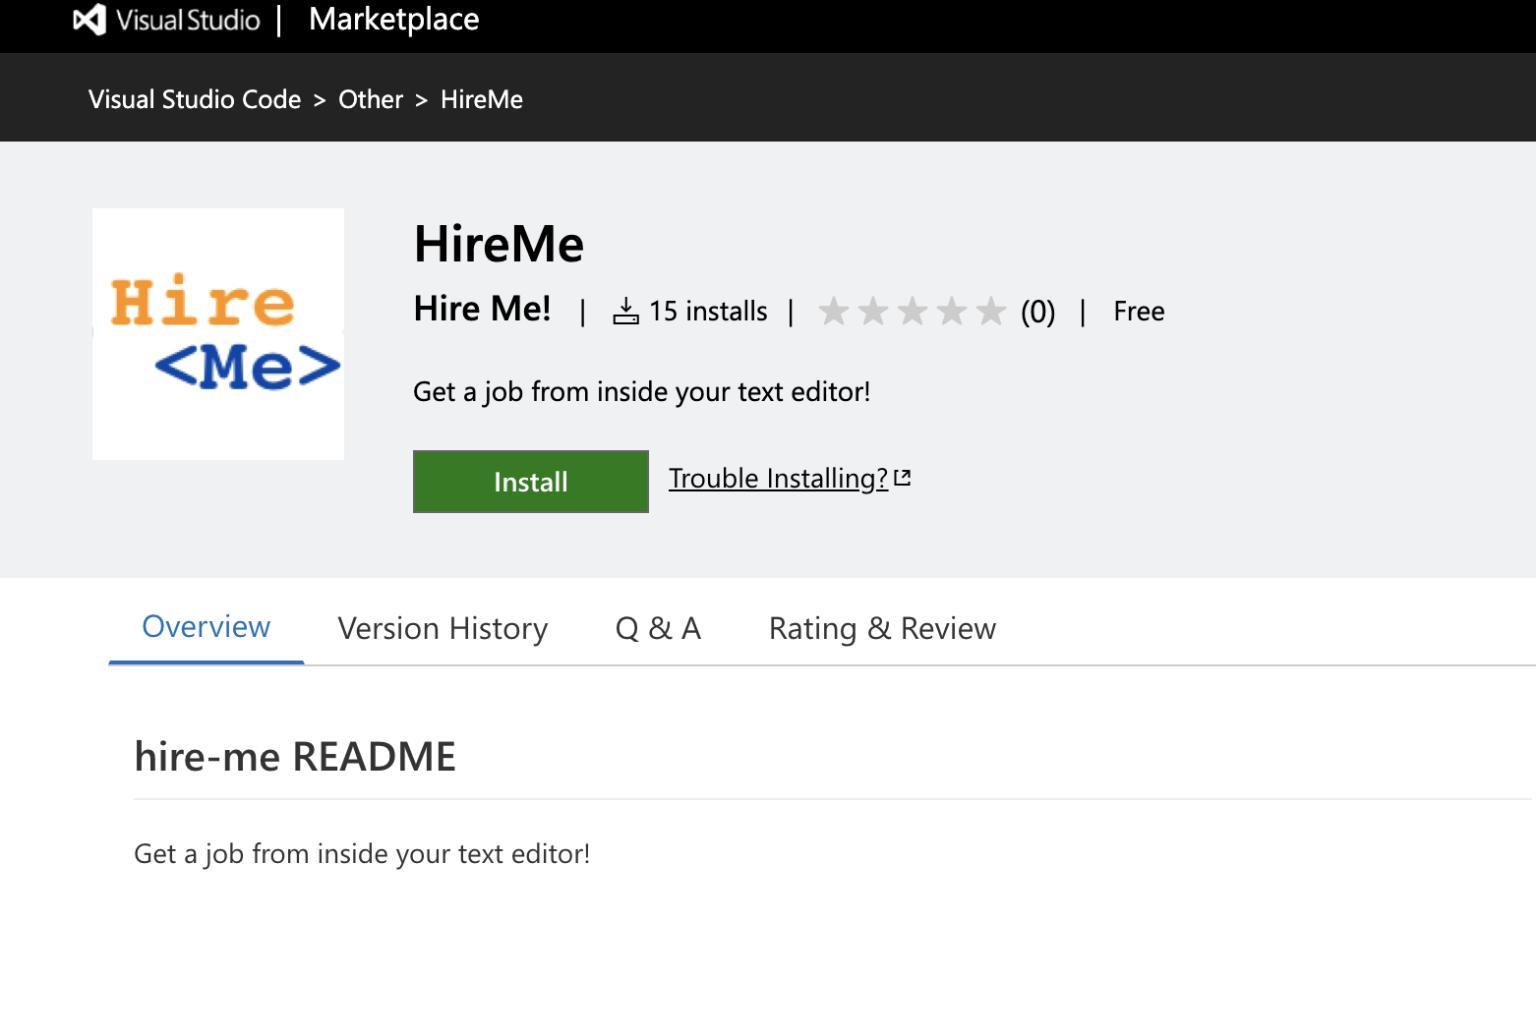 Visual Studio | Marketplace
Visual Studio Code > Other > HireMe
Hire
<Me>
HireMe
Hire Me! | 15 installs | (0) | Free
Get a job from inside your text editor!
Install Trouble Installing?
Overview Version History Q & A Rating & Review
hire-me README
Get a job from inside your text editor!